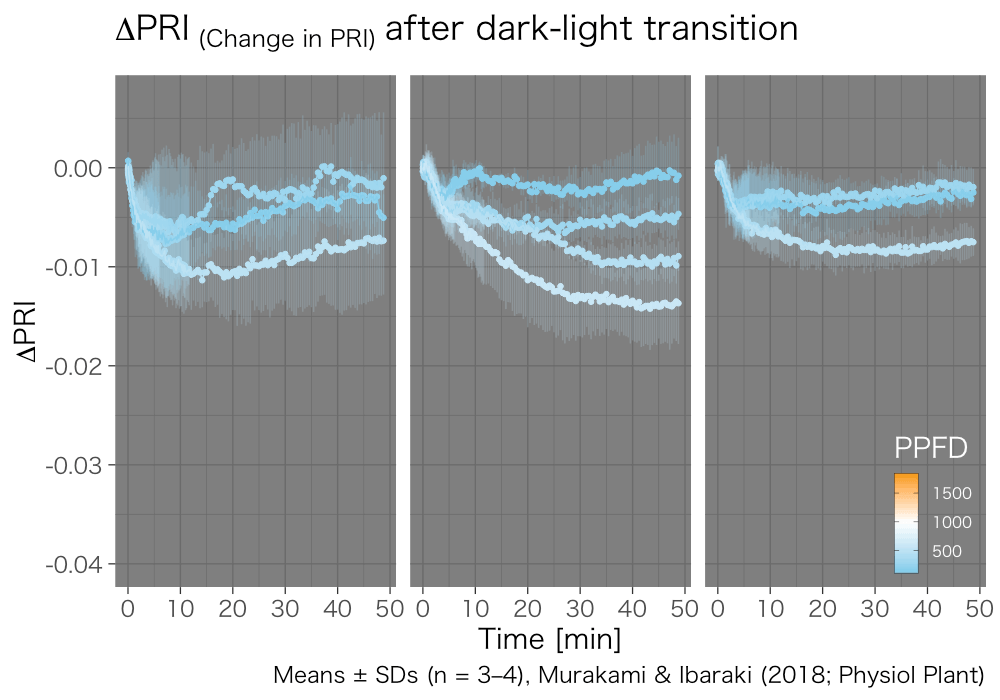 ΔPRI (Change in PRI) after dark-light transition
ΔPRI
0.00
-0.01
-0.02
-0.03
-0.04
0 10 20 30 40 50 0 10 20 30 40 50 0 10 20 30 40 50
PPFD
1500
1000
500
Time [min]
Means ± SDs (n = 3–4), Murakami & Ibaraki (2018; Physiol Plant)